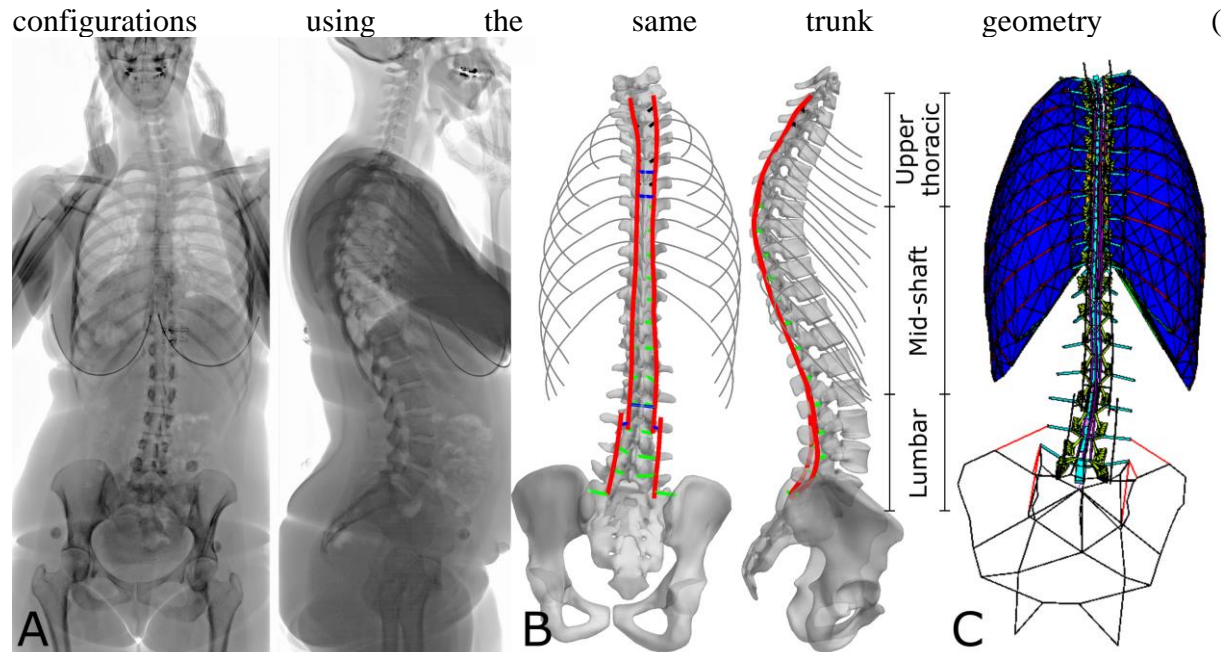 configurations using the same trunk geometry (
Upper
thoracic
Mid-shaft
Lumbar
A
B
C